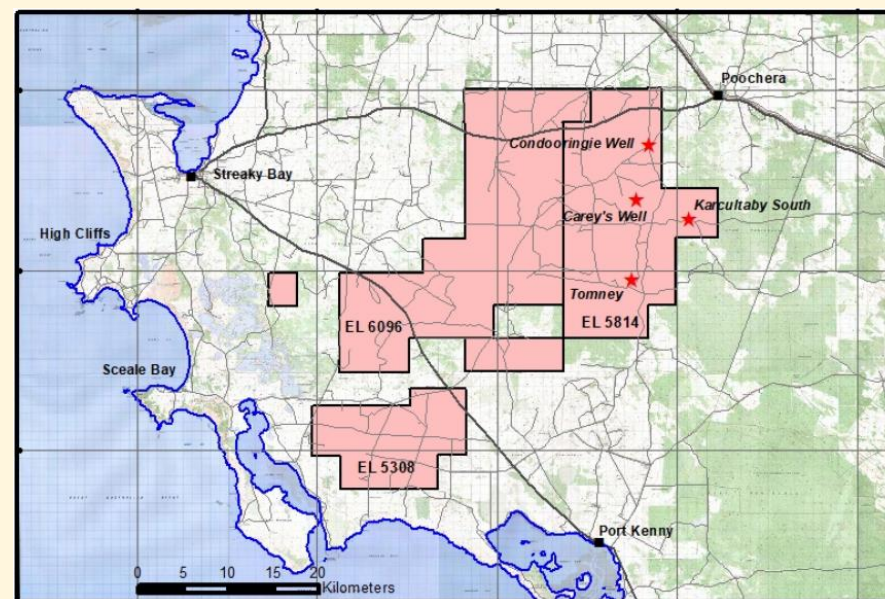 Poochera
Condooringie Well
Streaky Bay
Karcultaby South
Carey's Well
High Cliffs
Tomney
EL 6096
EL 5814
Sceale Bay
EL 5308
Port Kenny
0 5 10 20
Kilometers